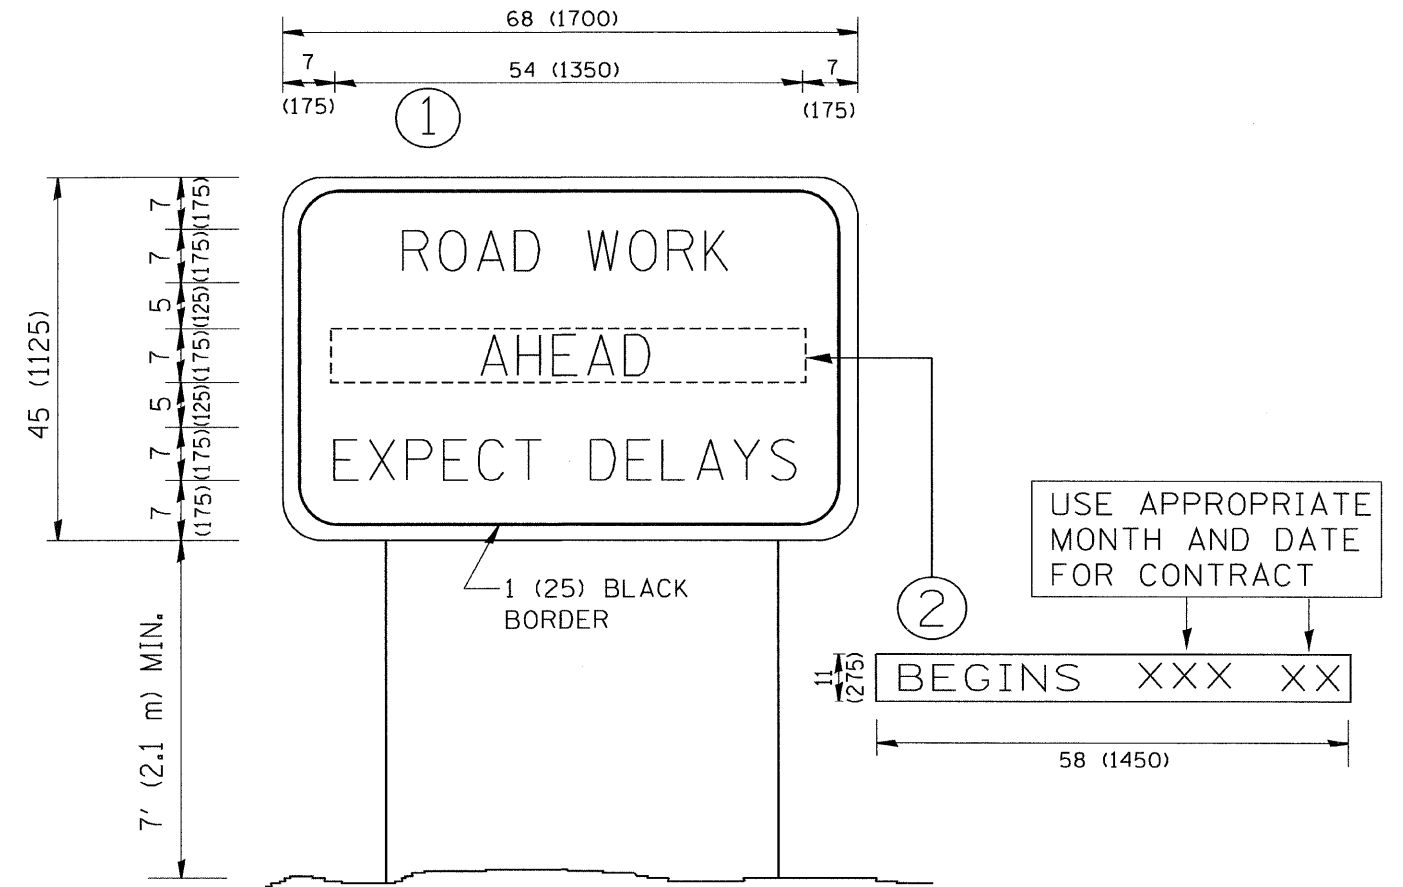 68 (1700)
7
54 (1350)
7
(175)
(175)
1
7
(175)
7
(175)
5
(125)
7
(175)
5
(125)
7
(175)
7
(175)
45 (1125)
ROAD WORK
AHEAD
EXPECT DELAYS
1 (25) BLACK
BORDER
7' (2.1 m) MIN.
USE APPROPRIATE
MONTH AND DATE
FOR CONTRACT
2
11
(275)
BEGINS XXX XX
58 (1450)